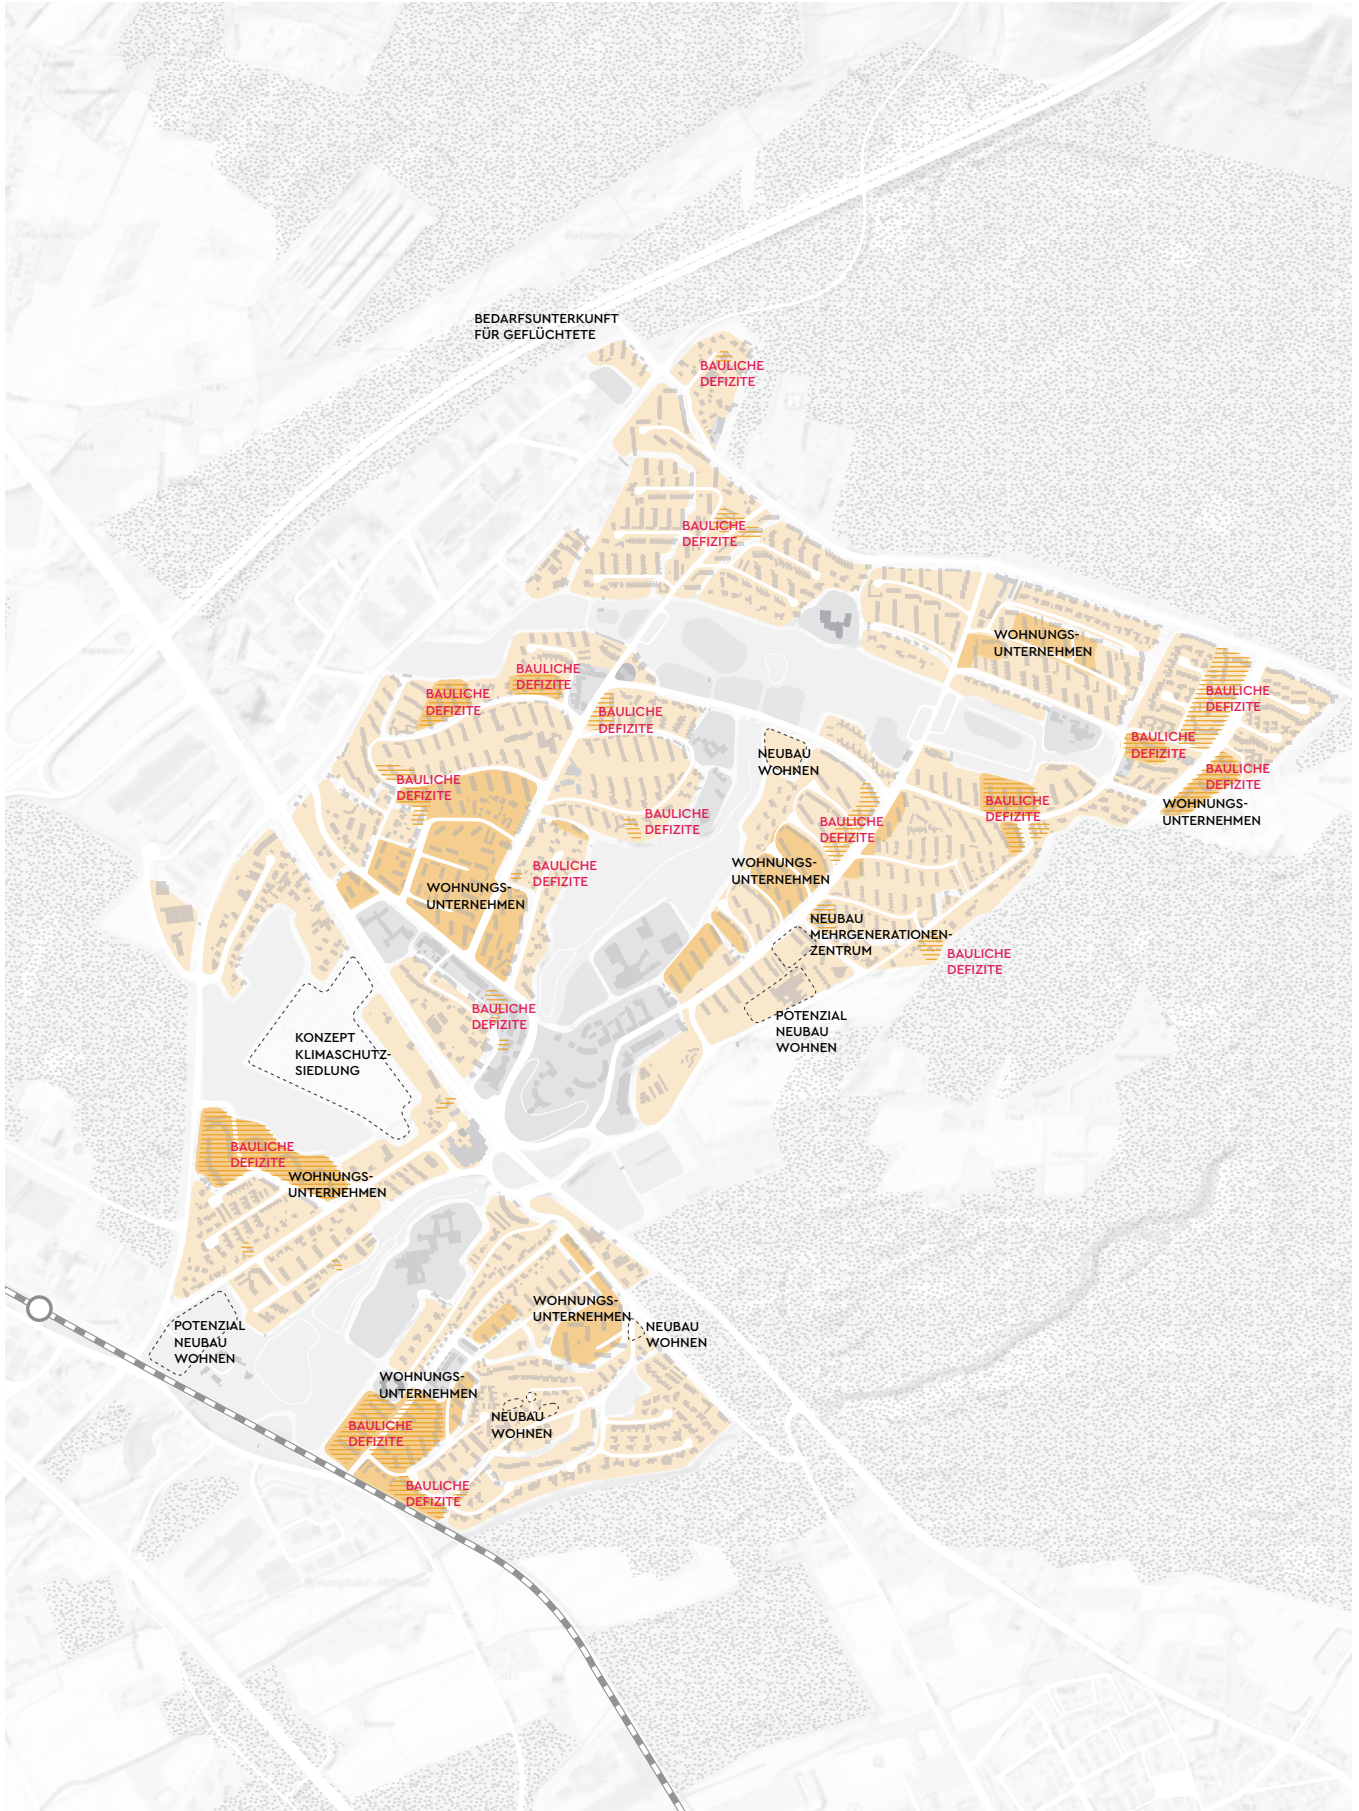 BEDARFSUNTERKUNFT
FÜR GEFLÜCHTETE
BAULICHE
DEFIZITE
BAULICHE
DEFIZITE
WOHNUNGS-
UNTERNEHMEN
BAULICHE
DEFIZITE
BAULICHE
DEFIZITE
BAULICHE
DEFIZITE
BAULICHE
DEFIZITE
BAULICHE
DEFIZITE
NEUBAU
WOHNEN
BAULICHE
DEFIZITE
BAULICHE
DEFIZITE
BAULICHE
DEFIZITE
WOHNUNGS-
UNTERNEHMEN
BAULICHE
DEFIZITE
BAULICHE
DEFIZITE
BAULICHE
DEFIZITE
WOHNUNGS-
UNTERNEHMEN
BAULICHE
DEFIZITE
WOHNUNGS-
UNTERNEHMEN
NEUBAU
MEHRGENERATIONEN-
ZENTRUM
BAULICHE
DEFIZITE
BAULICHE
DEFIZITE
POTENZIAL
NEUBAU
WOHNEN
KONZEPT
KLIMASCHUTZ-
SIEDLUNG
BAULICHE
DEFIZITE
WOHNUNGS-
UNTERNEHMEN
WOHNUNGS-
UNTERNEHMEN
POTENZIAL
NEUBAU
WOHNEN
NEUBAU
WOHNEN
WOHNUNGS-
UNTERNEHMEN
NEUBAU
WOHNEN
BAULICHE
DEFIZITE
BAULICHE
DEFIZITE